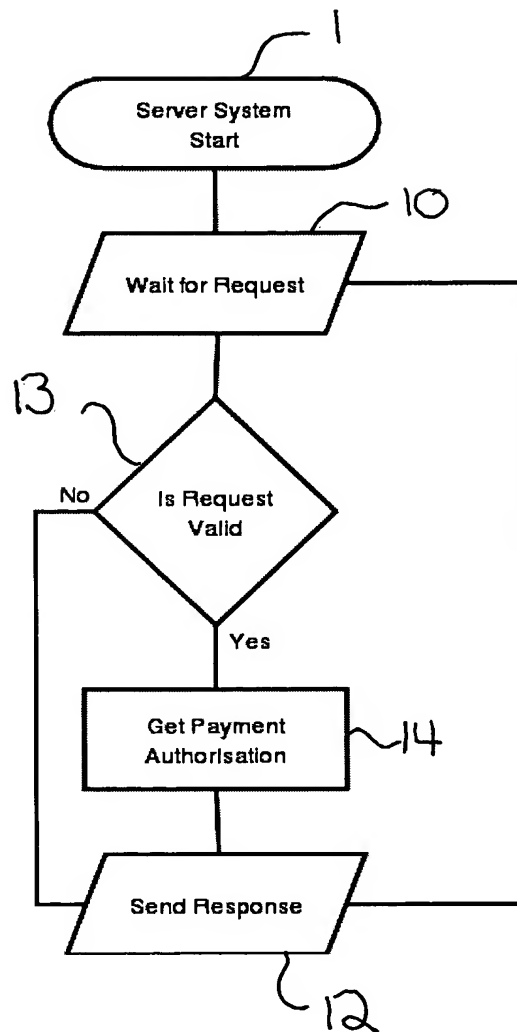 1
Server System
Start
10
Wait for Request
13
No
Is Request
Valid
Yes
Get Payment
Authorisation
14
Send Response
12